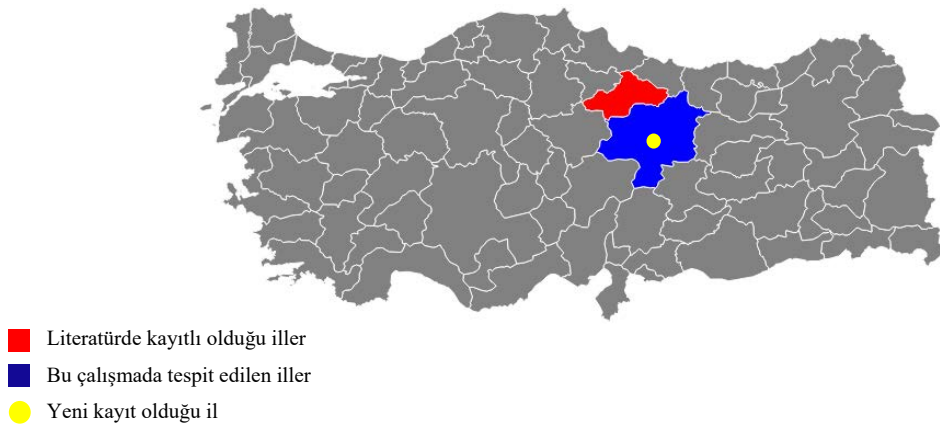 Literatürde kayıtlı olduğu iller
Bu çalışmada tespit edilen iller
Yeni kayıt olduğu il